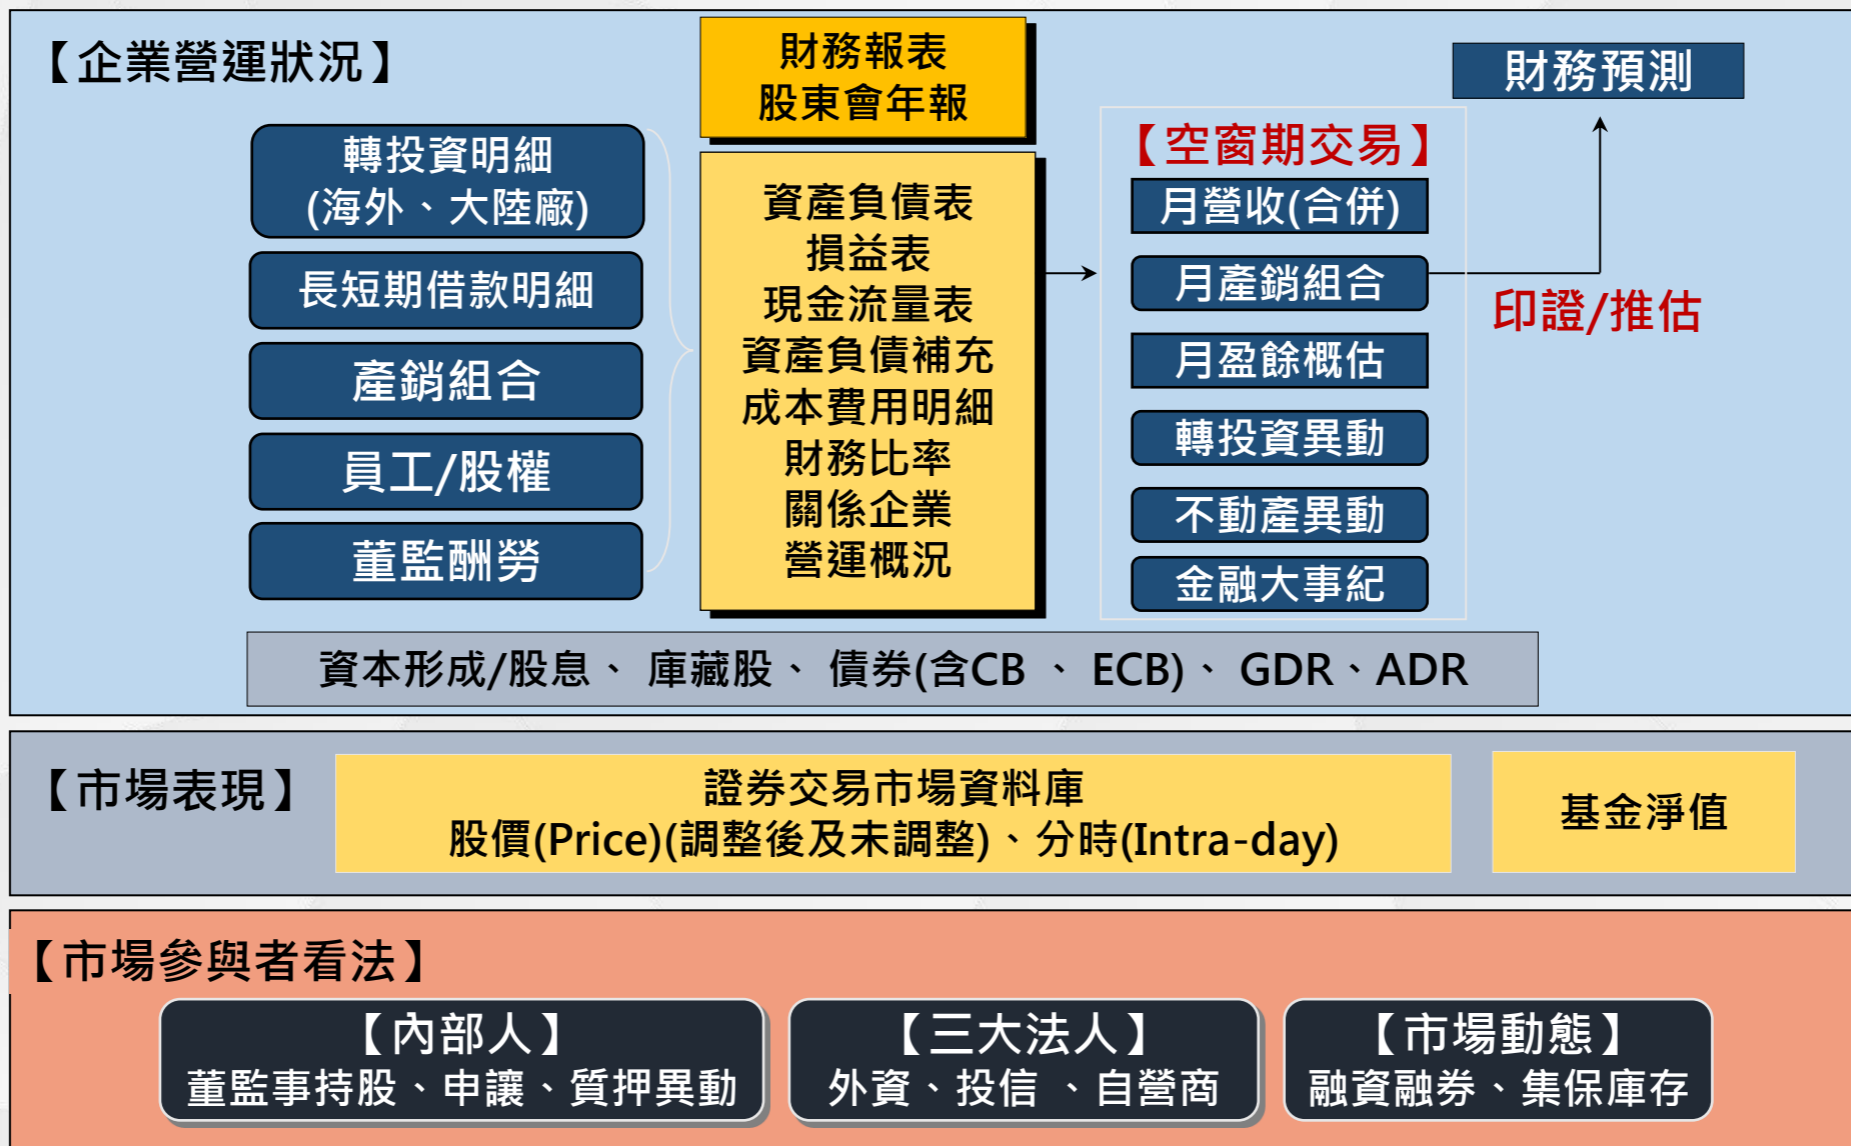 【企業營運狀況】
財務報表
股東會年報
財務預測
轉投資明細
(海外、大陸廠)
長短期借款明細
產銷組合
員工/股權
董監酬勞
資產負債表
損益表
現金流量表
資產負債補充
成本費用明細
財務比率
關係企業
營運概況
【空窗期交易】
月營收(合併)
月產銷組合
月盈餘概估
轉投資異動
不動產異動
金融大事紀
印證/推估
資本形成/股息、 庫藏股、 債券(含CB 、 ECB)、 GDR、ADR
【市場表現】
證券交易市場資料庫
股價(Price)(調整後及未調整)、分時(Intra-day)
基金淨值
【市場參與者看法】
【內部人】
董監事持股、申讓、質押異動
【三大法人】
外資、投信 、自營商
【市場動態】
融資融券、集保庫存